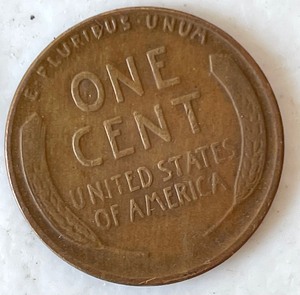 E·PLURIBUS·UNUM
ONE
CENT
UNITED STATES
OF AMERICA